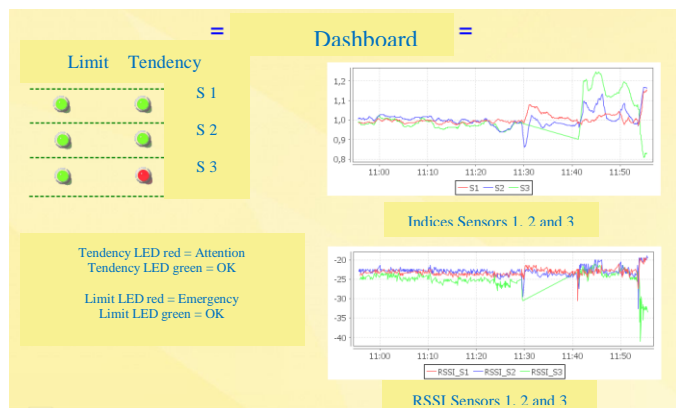 = Dashboard =
Limit Tendency
S 1
S 2
S 3
Tendency LED red = Attention
Tendency LED green = OK
Limit LED red = Emergency
Limit LED green = OK
1,2
1,1
1,0
0,9
0,8
11:00 11:10 11:20 11:30 11:40 11:50
S1 S2 S3
Indices Sensors 1, 2 and 3
-20
-25
-30
-35
-40
11:00 11:10 11:20 11:30 11:40 11:50
RSSI_S1 RSSI_S2 RSSI_S3
RSSI Sensors 1, 2 and 3